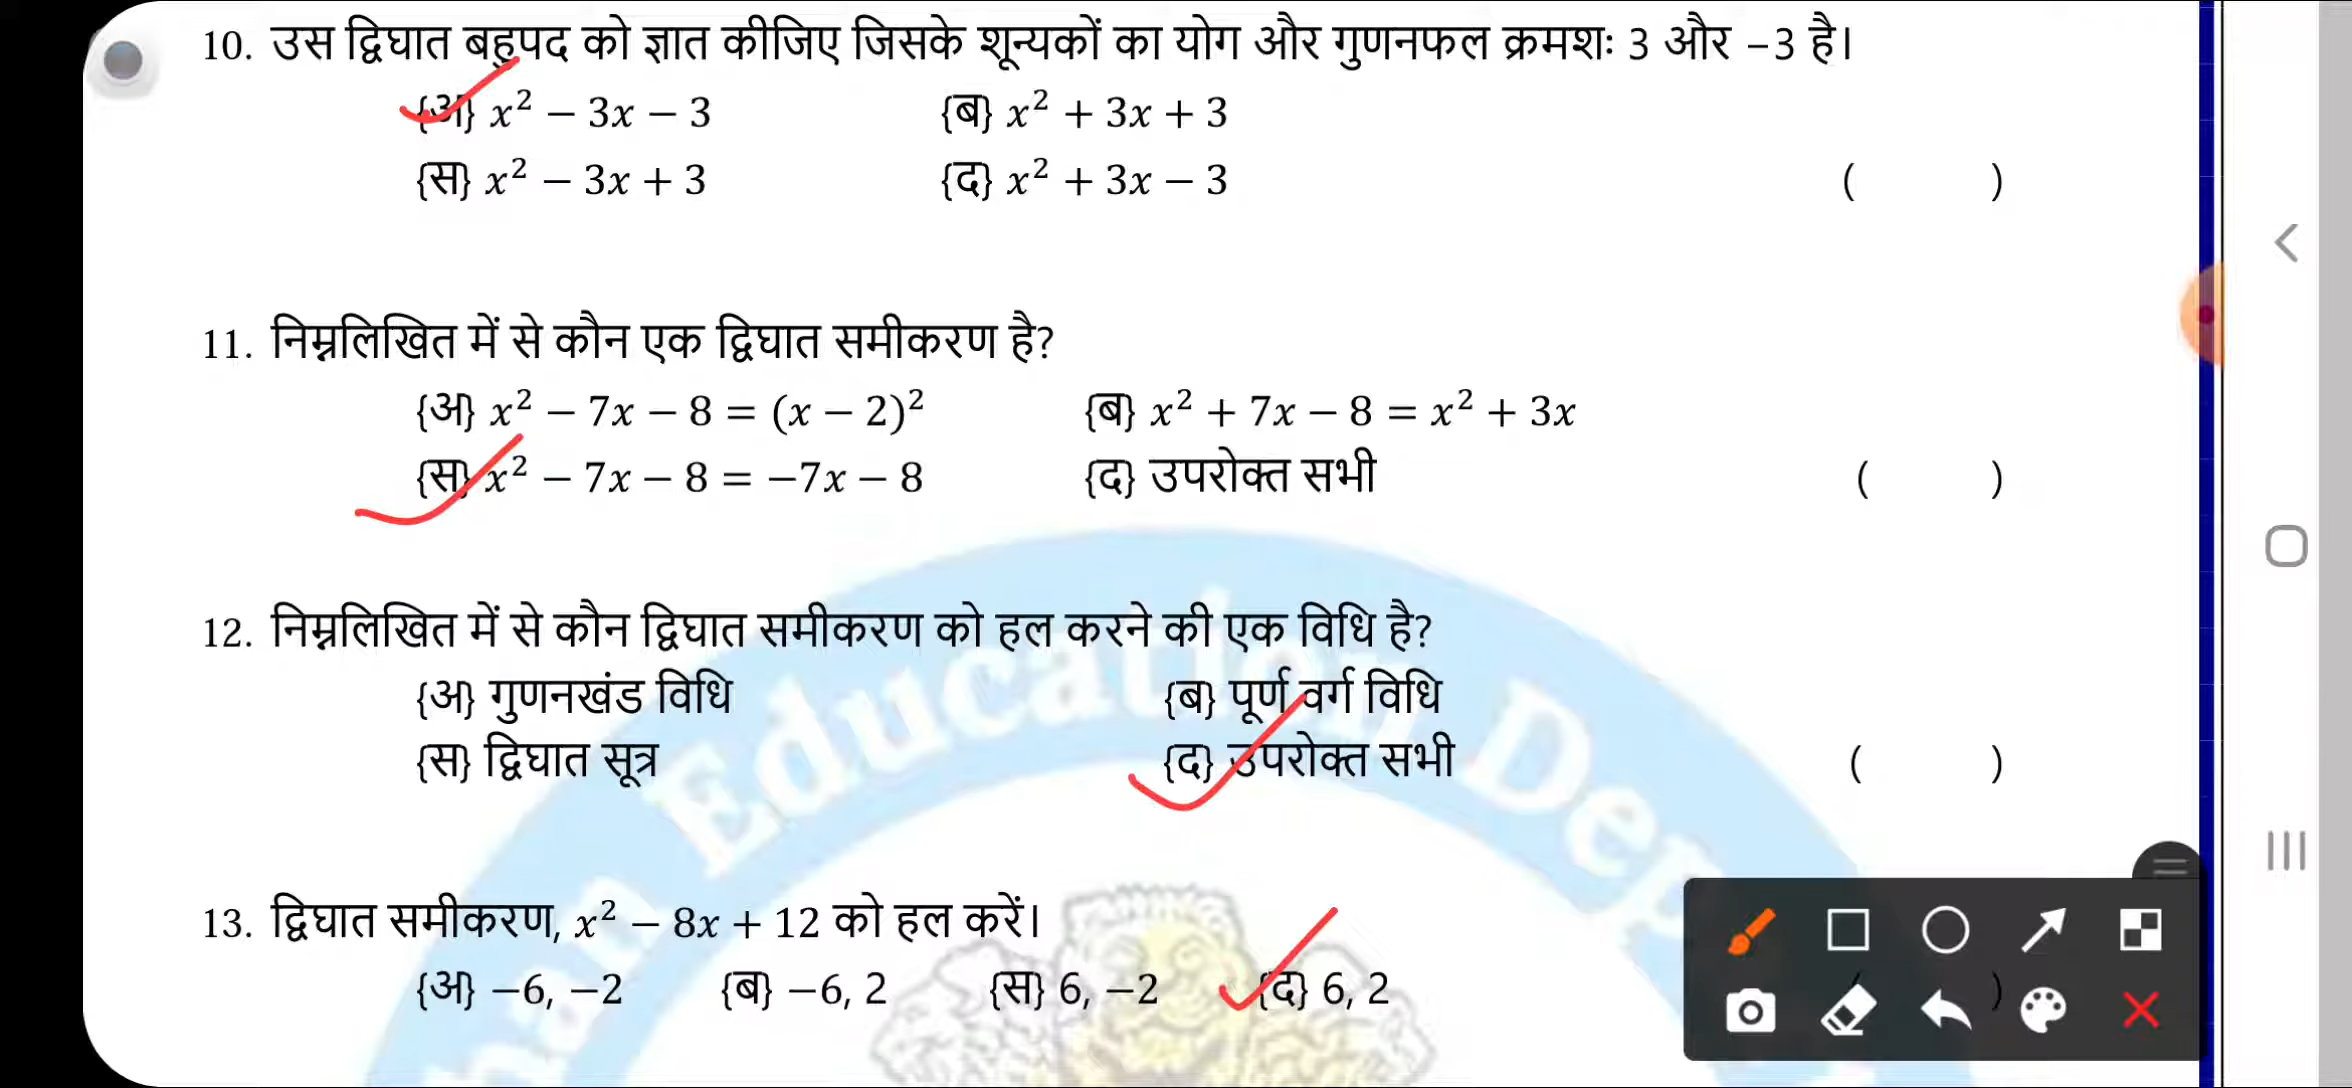 10. उस द्विघात बहुपद को ज्ञात कीजिए जिसके शून्यकों का योग और गुणनफल क्रमशः 3 और −3 है।
{अ} x² − 3x − 3 {ब} x² + 3x + 3
{स} x² − 3x + 3 {द} x² + 3x − 3 ( )
11. निम्नलिखित में से कौन एक द्विघात समीकरण है?
{अ} x² − 7x − 8 = (x − 2)² {ब} x² + 7x − 8 = x² + 3x
{स} x² − 7x − 8 = −7x − 8 {द} उपरोक्त सभी ( )
12. निम्नलिखित में से कौन द्विघात समीकरण को हल करने की एक विधि है?
{अ} गुणनखंड विधि {ब} पूर्ण वर्ग विधि
{स} द्विघात सूत्र {द} उपरोक्त सभी ( )
13. द्विघात समीकरण, x² − 8x + 12 को हल करें।
{अ} −6, −2 {ब} −6, 2 {स} 6, −2 {द} 6, 2 ( )
han Education Dep